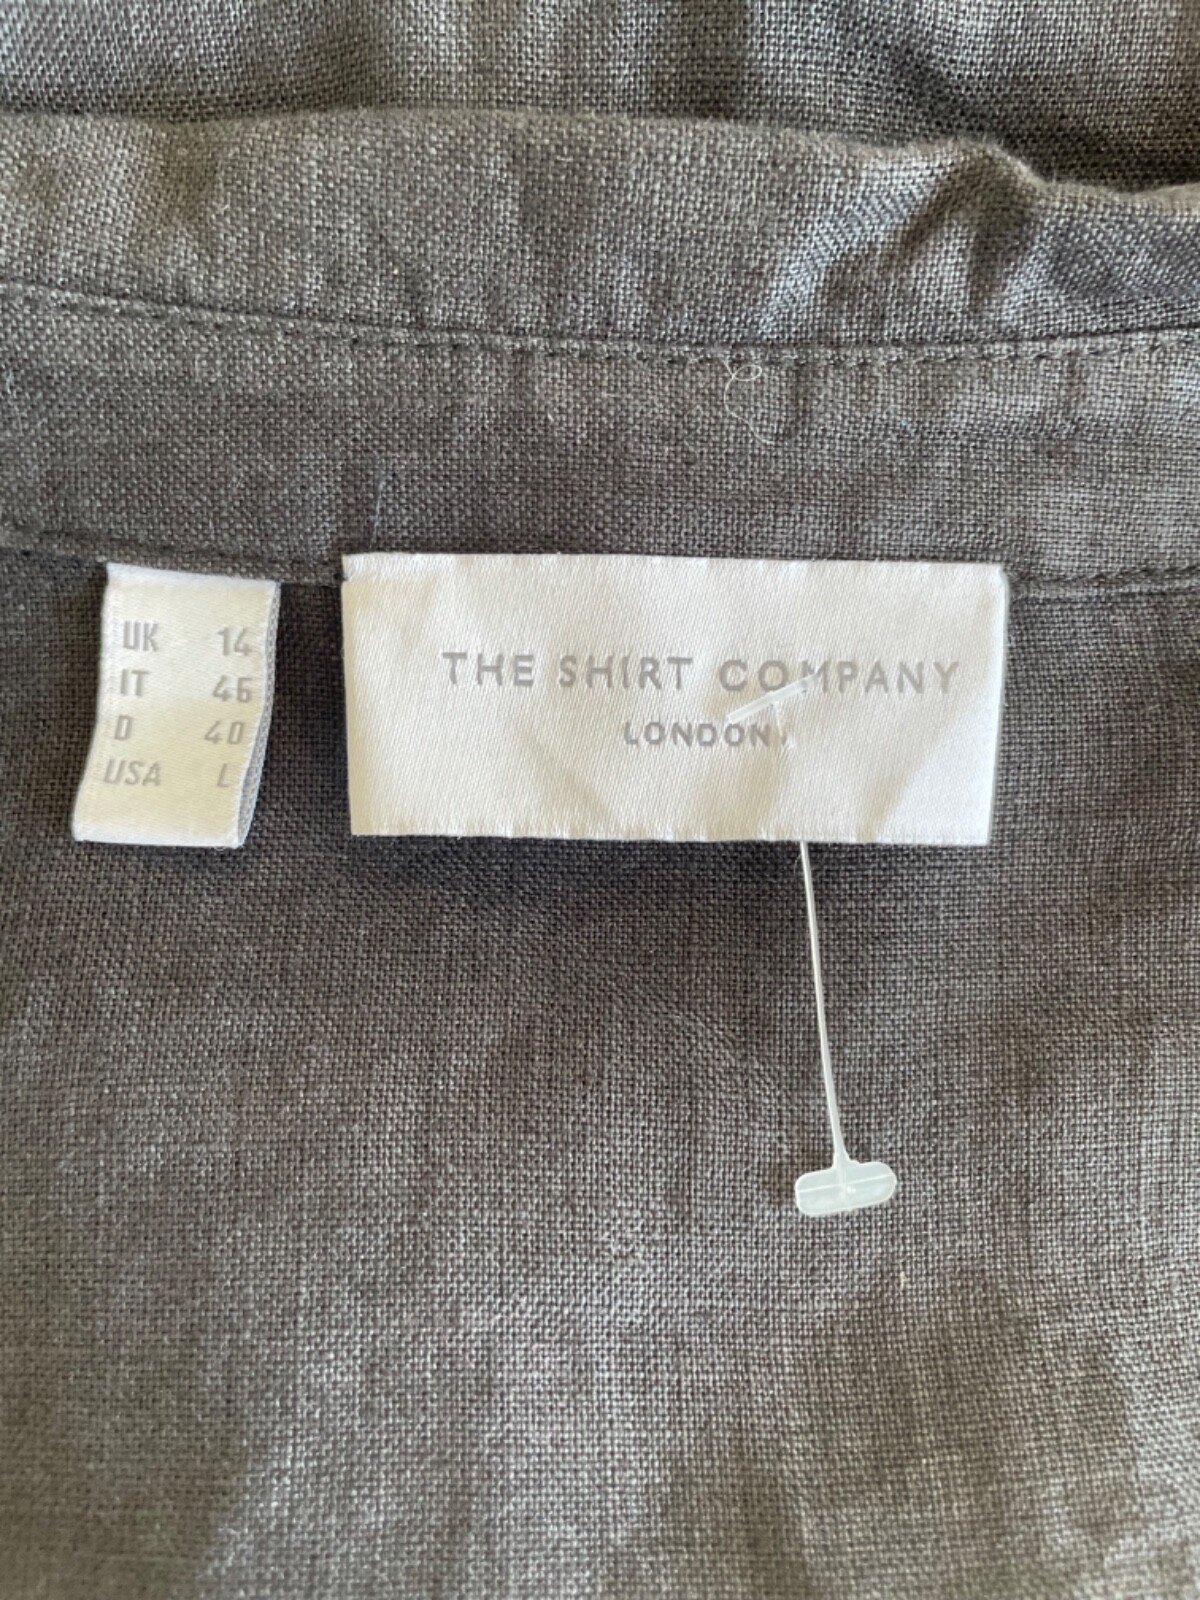 UK 14
IT 46
D 40
USA L
THE SHIRT COMPANY
LONDON